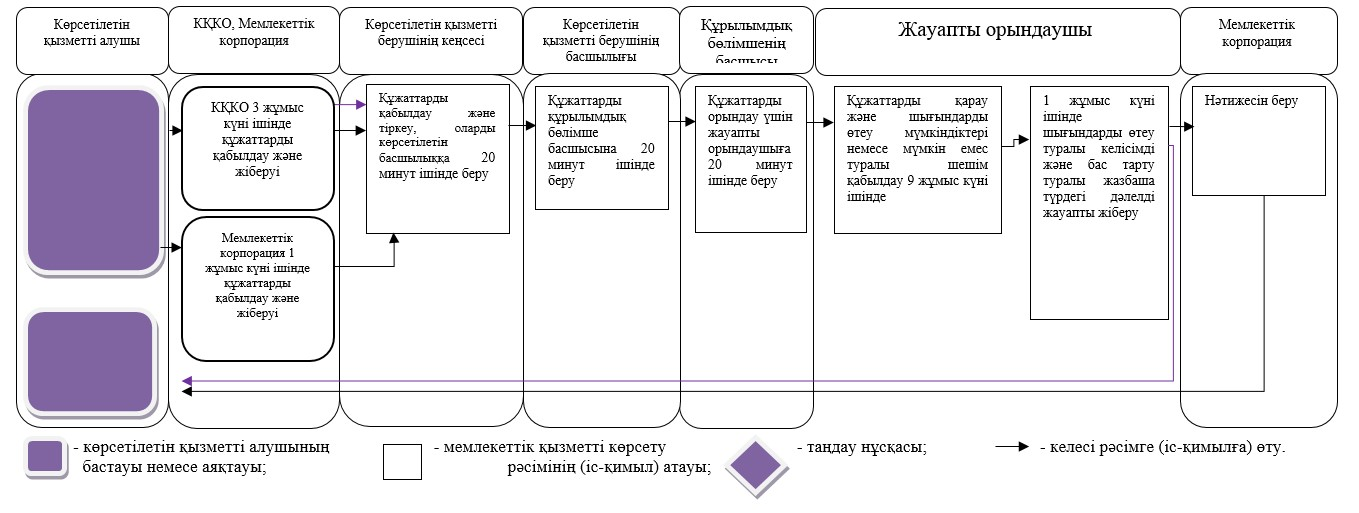 Көрсетілетін
қызметті алушы
КҚКО, Мемлекеттік
корпорация
Көрсетілетін қызметті
берушінің кеңсесі
Көрсетілетін
қызметті берушінің
басшылығы
Құрылымдық
бөлімшенің
басшысы
Жауапты орындаушы
Мемлекеттік
корпорация
КҚКО 3 жұмыс
күні ішінде
құжаттарды
қабылдау және
жіберуі
Мемлекеттік
корпорация 1
жұмыс күні ішінде
құжаттарды
қабылдау және
жіберуі
Құжаттарды
қабылдау және
тіркеу, оларды
көрсетілетін
басшылыққа 20
минут ішінде беру
Құжаттарды
құрылымдық
бөлімше
басшысына 20
минут ішінде
беру
Құжаттарды
орындау үшін
жауапты
орындаушыға
20 минут
ішінде беру
Құжаттарды қарау
және шығындарды
өтеу мүмкіндіктері
немесе мүмкін емес
туралы шешім
қабылдау 9 жұмыс күні
ішінде
1 жұмыс күні
ішінде
шығындарды өтеу
туралы келісімді
және бас тарту
туралы жазбаша
түрдегі дәлелді
жауапты жіберу
Нәтижесін беру
- көрсетілетін қызметті алушының
бастауы немесе аяқтауы;
- мемлекеттік қызметті көрсету
рәсімінің (іс-қимыл) атауы;
- таңдау нұсқасы;
- келесі рәсімге (іс-қимылға) өту.